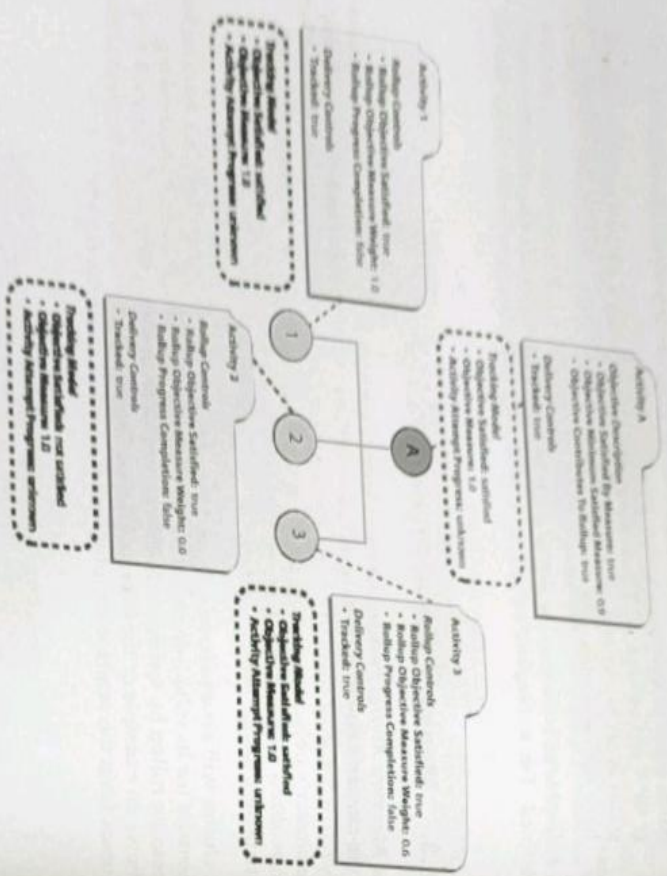 Activity A
Objective Description
• Objective Satisfied By Measure: true
• Objective Minimum Satisfied Measure: 0.9
• Objective Contributes To Rollup: true
Delivery Controls
• Tracked: true
Tracking Model
• Objective Satisfied: satisfied
• Objective Measure: 1.0
• Activity Attempt Progress: unknown
A
1
2
3
Activity 1
Rollup Controls
• Rollup Objective Satisfied: true
• Rollup Objective Measure Weight: 1.0
• Rollup Progress Completion: false
Delivery Controls
• Tracked: true
Tracking Model
• Objective Satisfied: satisfied
• Objective Measure: 1.0
• Activity Attempt Progress: unknown
Activity 2
Rollup Controls
• Rollup Objective Satisfied: true
• Rollup Objective Measure Weight: 0.0
• Rollup Progress Completion: false
Delivery Controls
• Tracked: true
Tracking Model
• Objective Satisfied: not satisfied
• Objective Measure: 1.0
• Activity Attempt Progress: unknown
Activity 3
Rollup Controls
• Rollup Objective Satisfied: true
• Rollup Objective Measure Weight: 0.6
• Rollup Progress Completion: false
Delivery Controls
• Tracked: true
Tracking Model
• Objective Satisfied: satisfied
• Objective Measure: 1.0
• Activity Attempt Progress: unknown